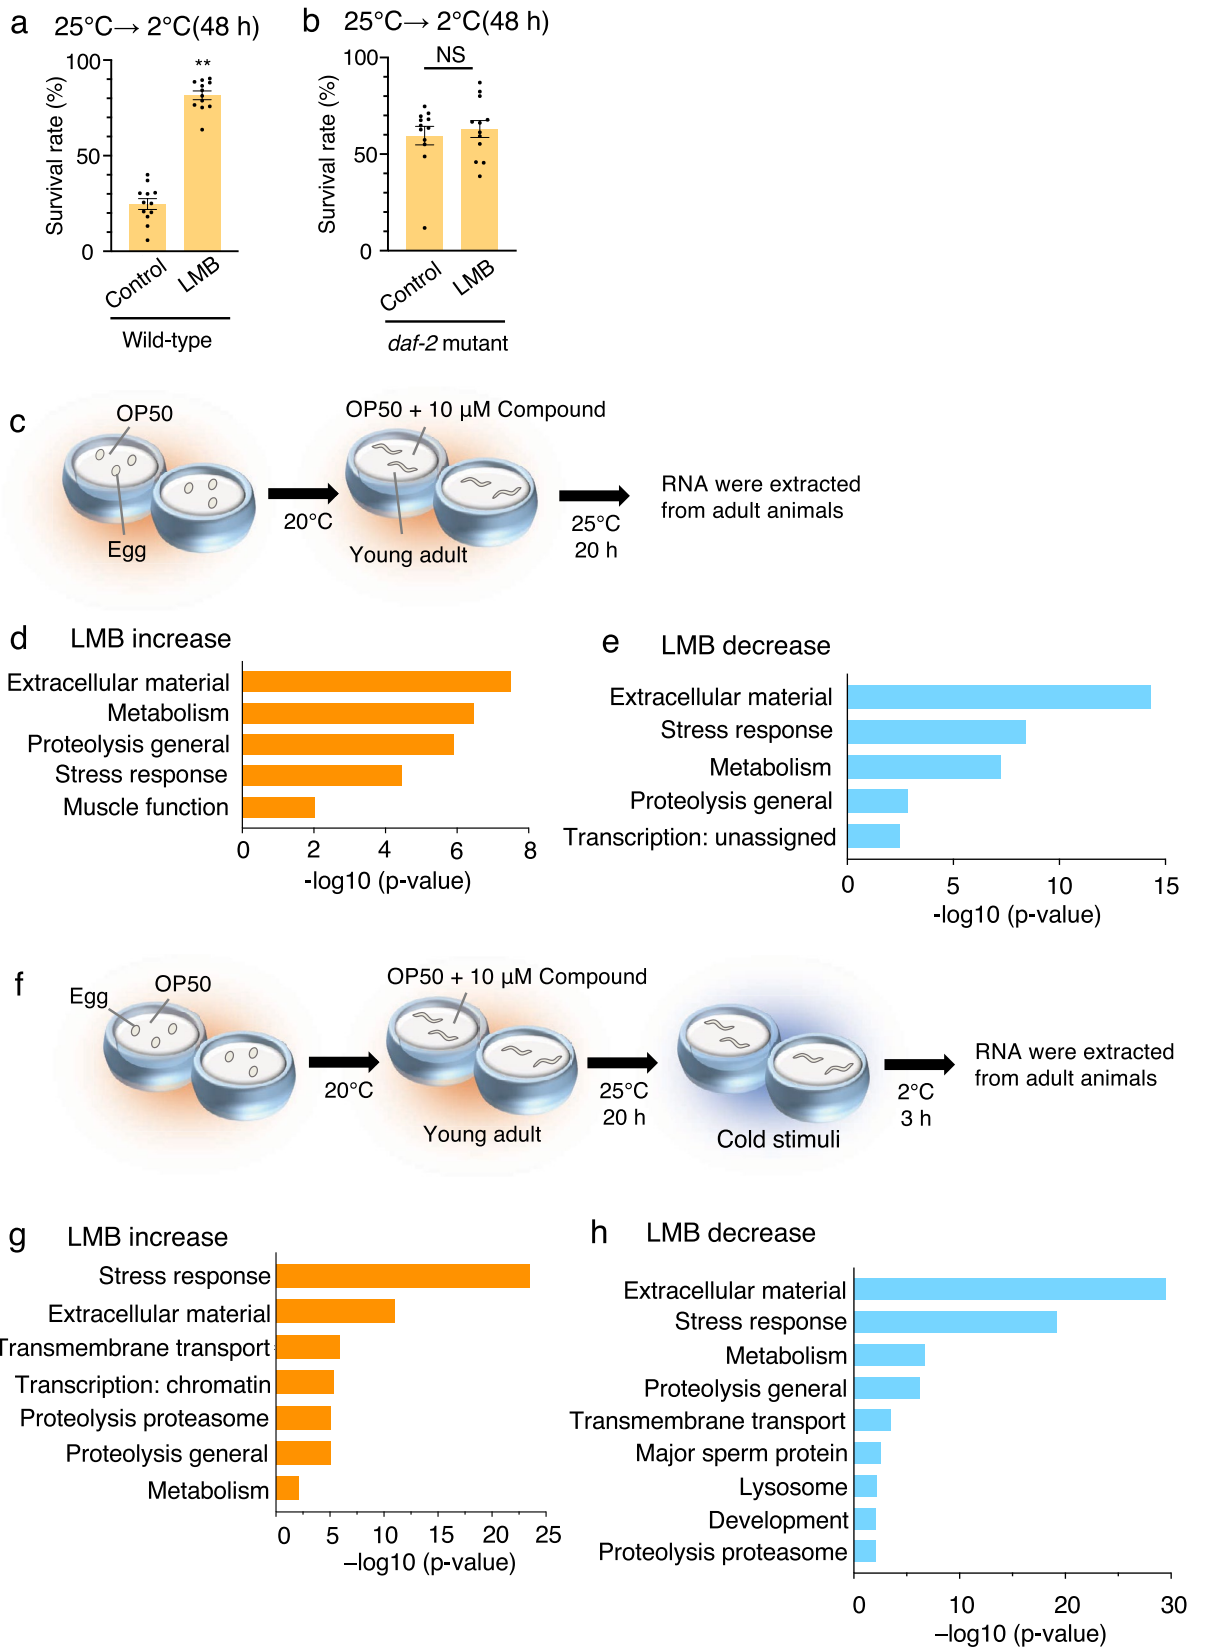 a
25°C→ 2°C(48 h)
Survival rate (%)
100
50
0
**
Control
LMB
Wild-type
b
25°C→ 2°C(48 h)
Survival rate (%)
100
50
0
NS
Control
LMB
daf-2 mutant
c
OP50
Egg
20°C
OP50 + 10 μM Compound
Young adult
25°C
20 h
RNA were extracted
from adult animals
d
LMB increase
Extracellular material
Metabolism
Proteolysis general
Stress response
Muscle function
0 2 4 6 8
-log10 (p-value)
e
LMB decrease
Extracellular material
Stress response
Metabolism
Proteolysis general
Transcription: unassigned
0 5 10 15
-log10 (p-value)
f
Egg
OP50
20°C
OP50 + 10 μM Compound
Young adult
25°C
20 h
Cold stimuli
2°C
3 h
RNA were extracted
from adult animals
g
LMB increase
Stress response
Extracellular material
Transmembrane transport
Transcription: chromatin
Proteolysis proteasome
Proteolysis general
Metabolism
0 5 10 15 20 25
–log10 (p-value)
h
LMB decrease
Extracellular material
Stress response
Metabolism
Proteolysis general
Transmembrane transport
Major sperm protein
Lysosome
Development
Proteolysis proteasome
0 10 20 30
–log10 (p-value)